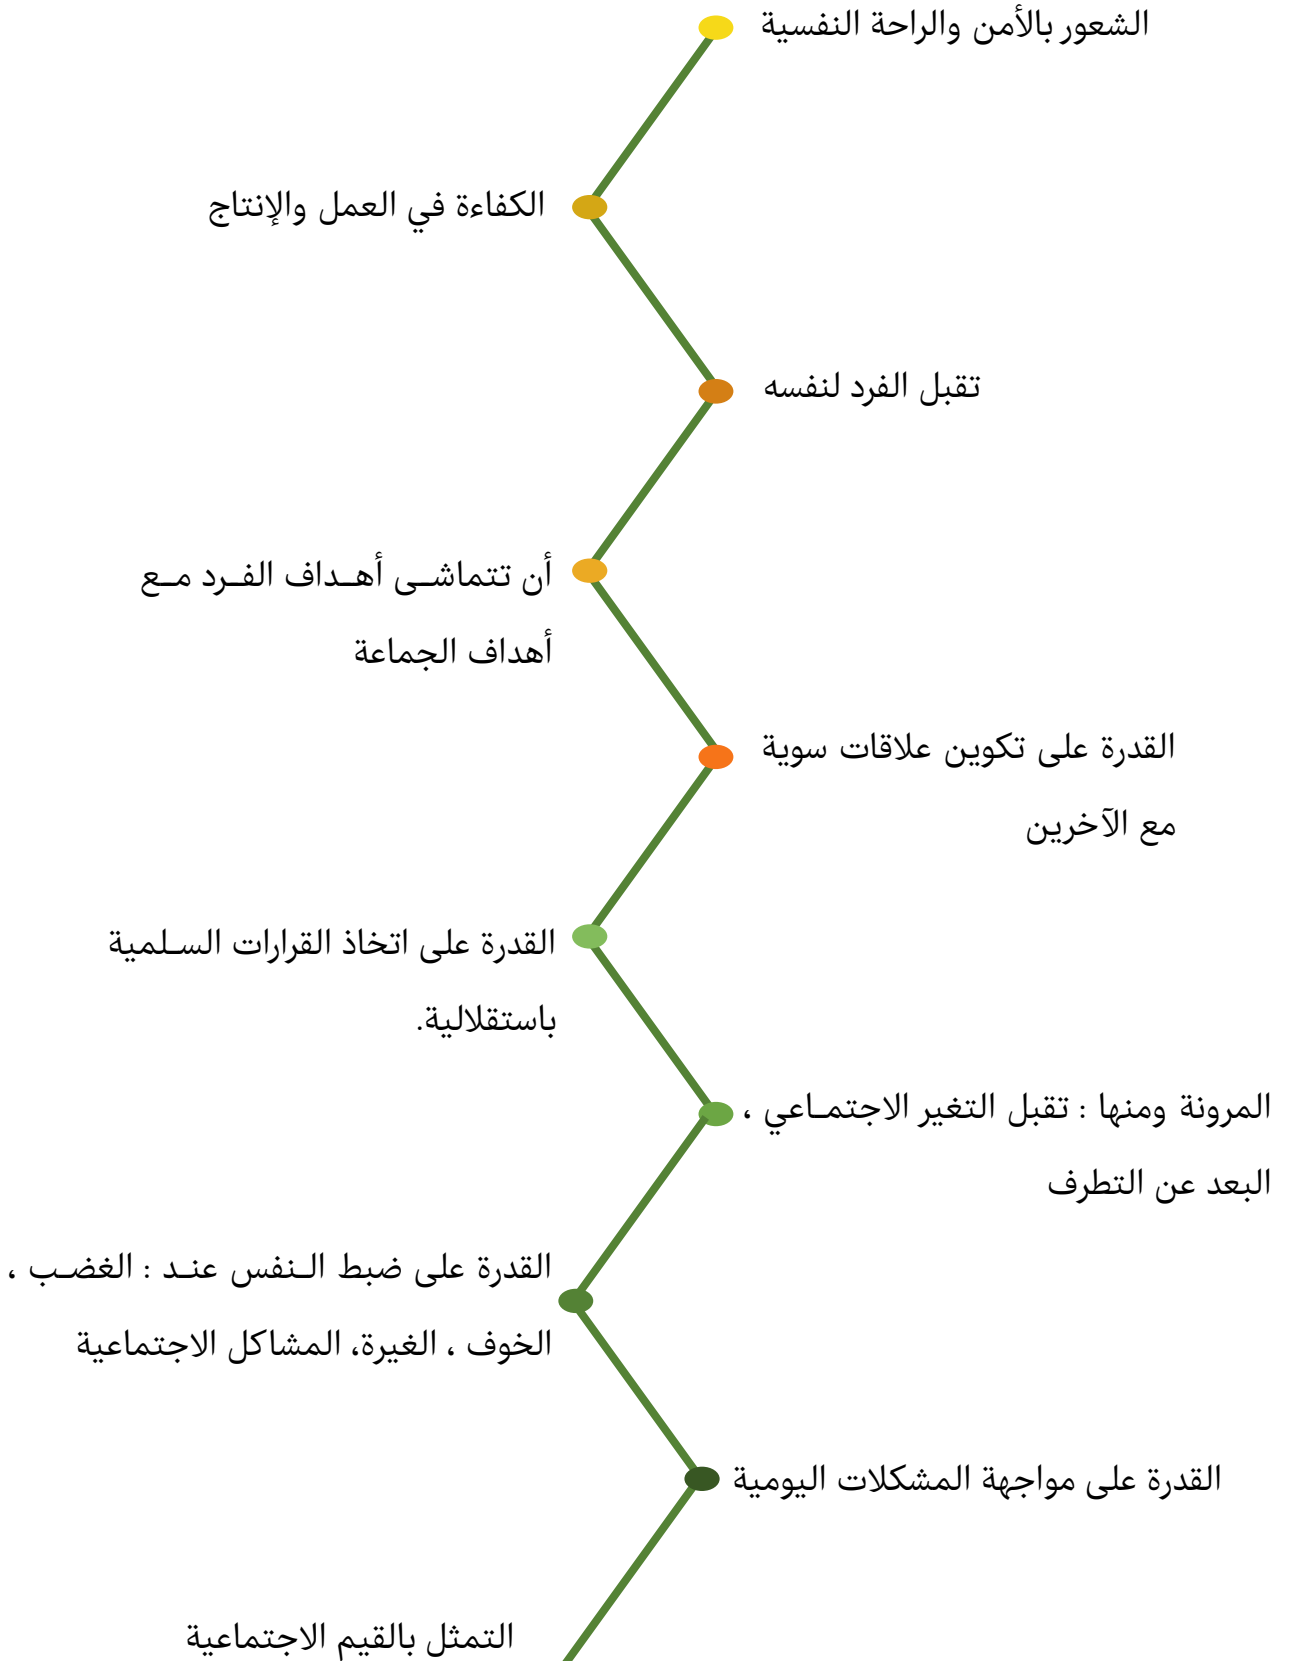 الشعور بالأمن والراحة النفسية
الكفاءة في العمل والإنتاج
تقبل الفرد لنفسه
أن تتماشى أهداف الفرد مع
أهداف الجماعة
القدرة على تكوين علاقات سوية
مع الآخرين
القدرة على اتخاذ القرارات السلمية
باستقلالية.
المرونة ومنها : تقبل التغير الاجتماعي ،
البعد عن التطرف
القدرة على ضبط النفس عند : الغضب ،
الخوف ، الغيرة، المشاكل الاجتماعية
القدرة على مواجهة المشكلات اليومية
التمثل بالقيم الاجتماعية